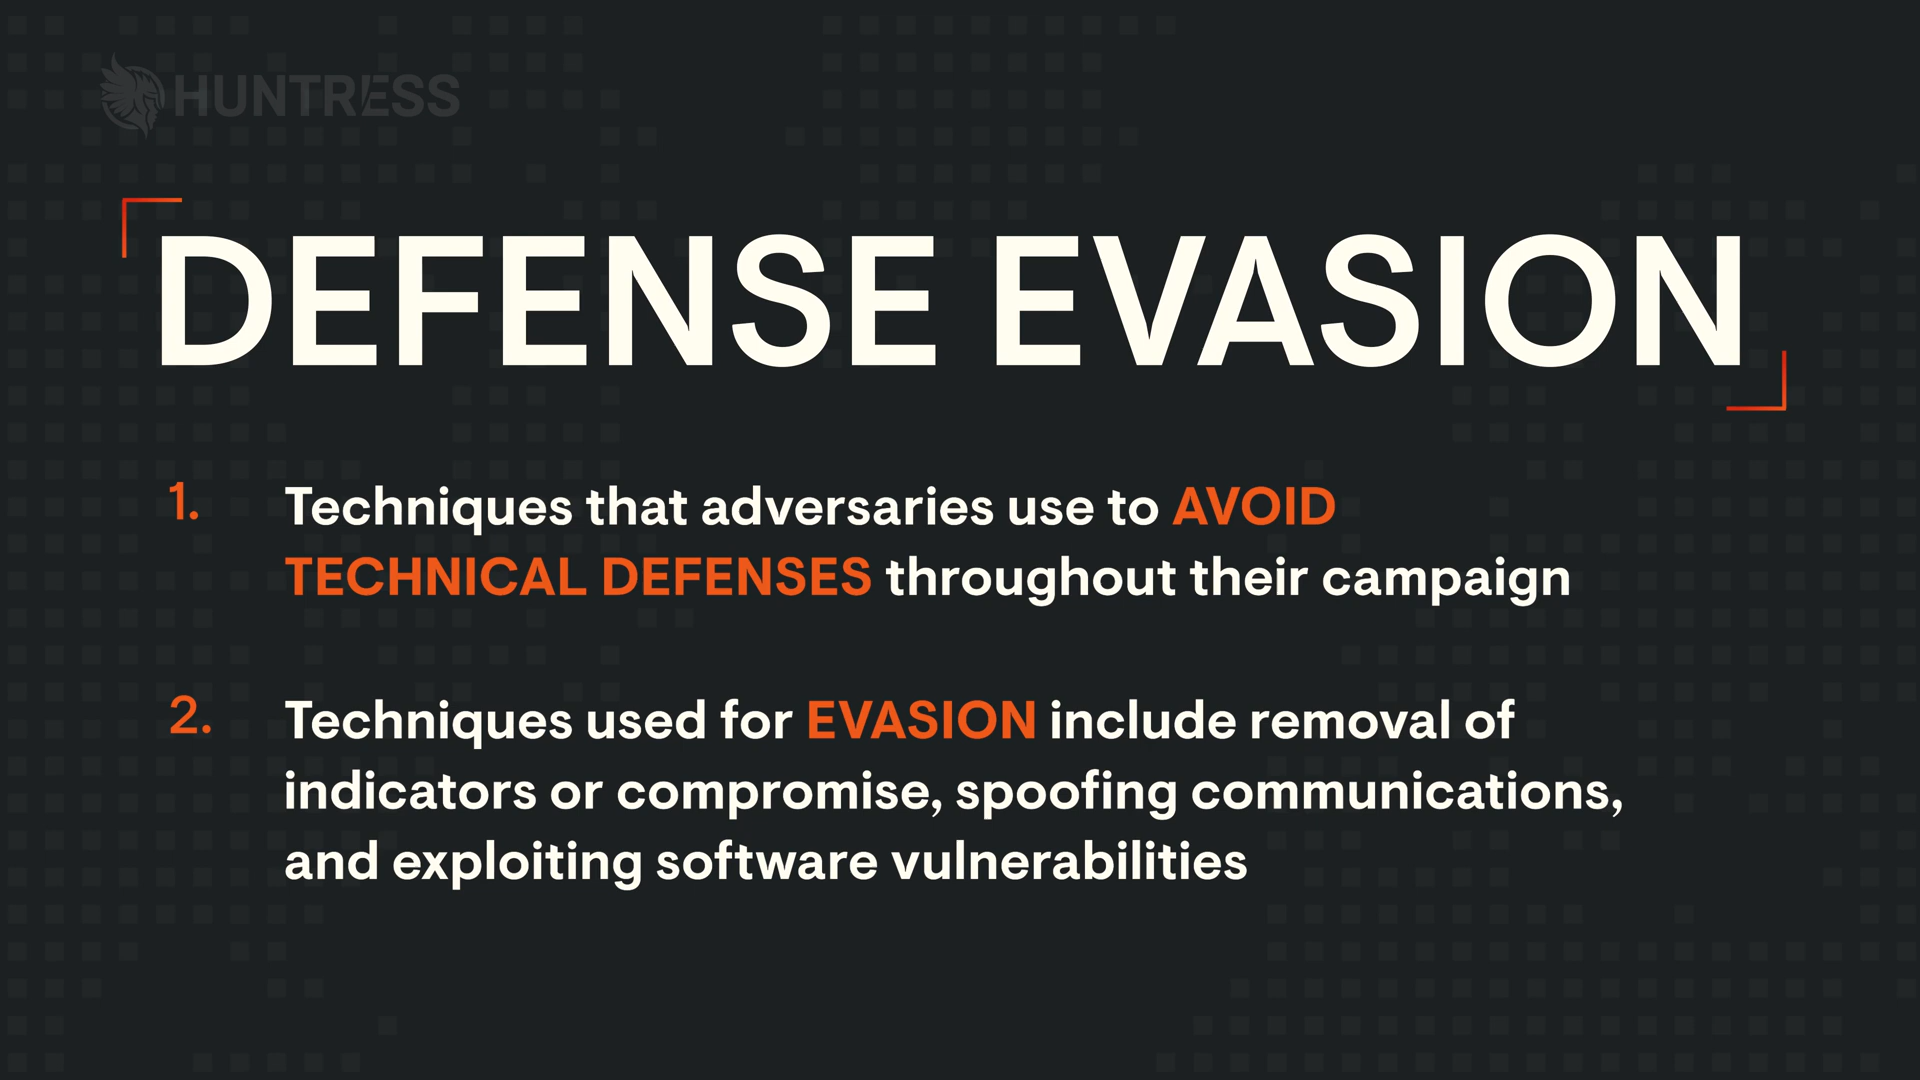 HUNTRESS
DEFENSE EVASION
1. Techniques that adversaries use to AVOID
TECHNICAL DEFENSES throughout their campaign
2. Techniques used for EVASION include removal of
indicators or compromise, spoofing communications,
and exploiting software vulnerabilities